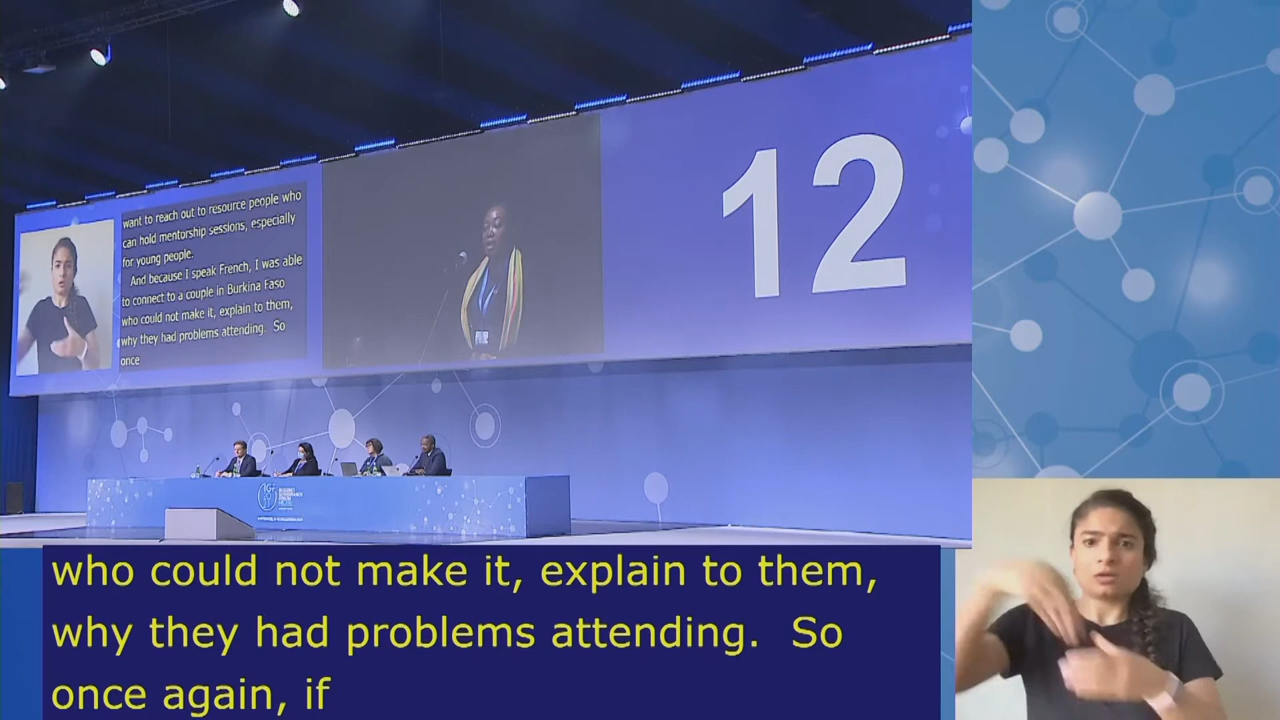 want to reach out to resource people who
can hold mentorship sessions, especially
for young people.
And because I speak French, I was able
to connect to a couple in Burkina Faso
who could not make it, explain to them,
why they had problems attending. So
once
12
who could not make it, explain to them,
why they had problems attending. So
once again, if